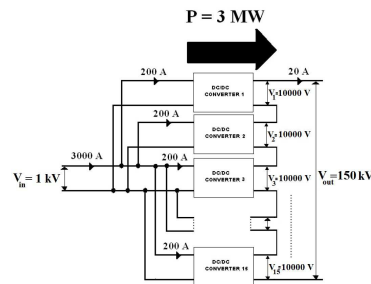 P = 3 MW
200 A
20 A
DC/DC
CONVERTER 1
V1=10000 V
200 A
DC/DC
CONVERTER 2
V2=10000 V
3000 A
200 A
DC/DC
CONVERTER 3
V3=10000 V
Vin = 1 kV
Vout=150 kV
200 A
DC/DC
CONVERTER 15
V15=10000 V